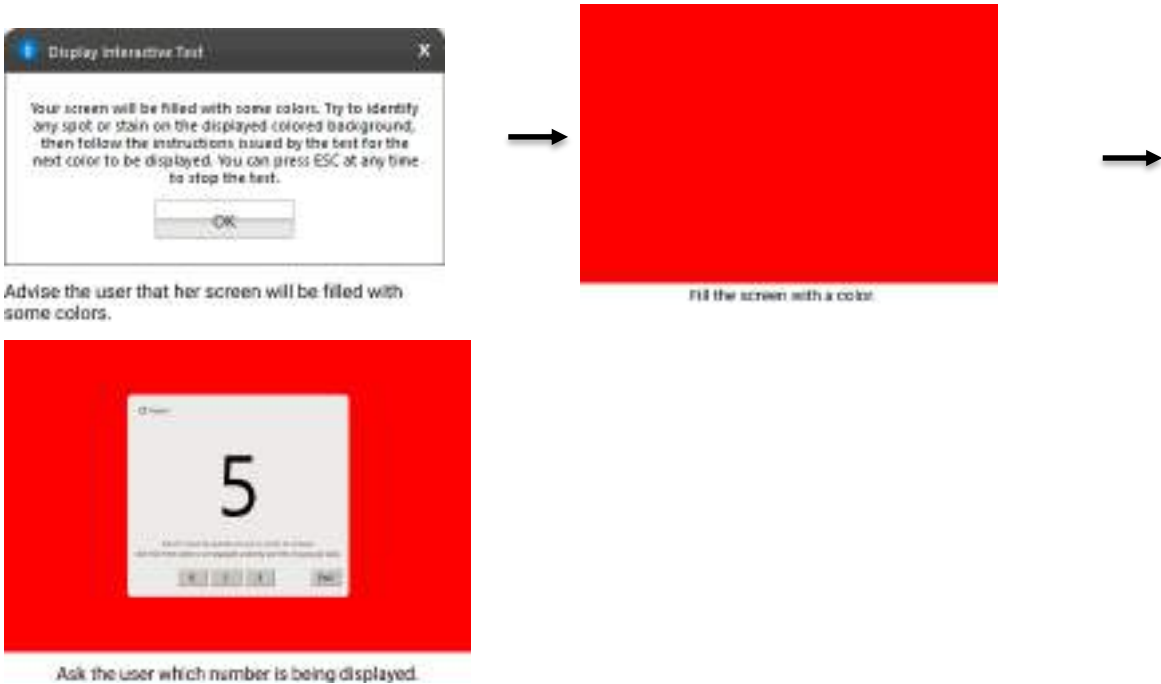 Display Interactive Test X
Your screen will be filled with some colors. Try to identify
any spot or stain on the displayed colored background,
then follow the instructions issued by the test for the
next color to be displayed. You can press ESC at any time
to stop the test.
OK
Advise the user that her screen will be filled with
some colors.
Fill the screen with a color.
5
Ask the user which number is being displayed.